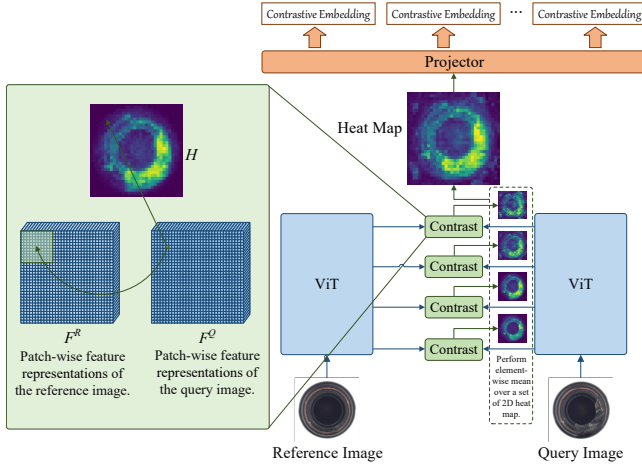 Contrastive Embedding
Contrastive Embedding
...
Contrastive Embedding
Projector
Heat Map
H
F^R
Patch-wise feature
representations of
the reference image.
F^Q
Patch-wise feature
representations of
the query image.
ViT
Contrast
Contrast
Contrast
Contrast
ViT
Perform
element-
wise mean
over a set
of 2D heat
map.
Reference Image
Query Image